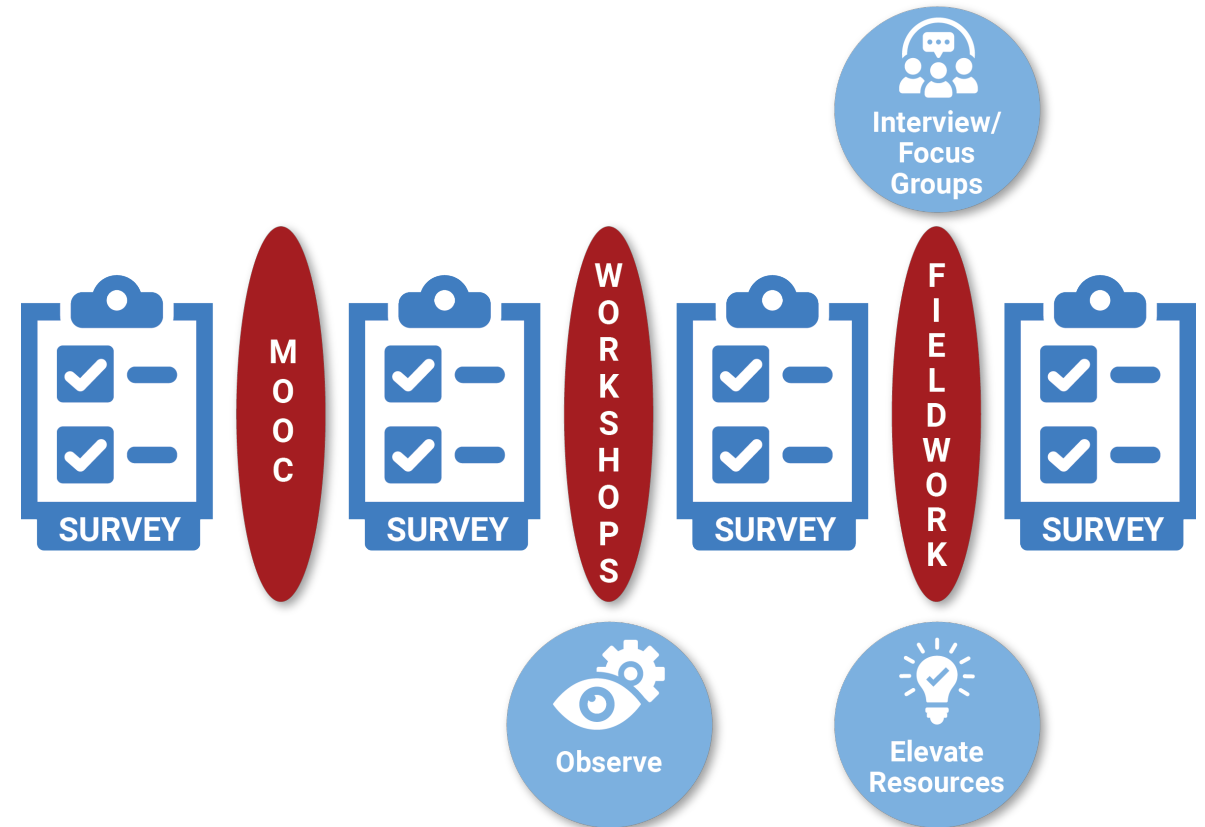 Interview/
Focus
Groups
SURVEY
MOOC
SURVEY
WORKSHOPS
SURVEY
FIELDWORK
SURVEY
Observe
Elevate
Resources